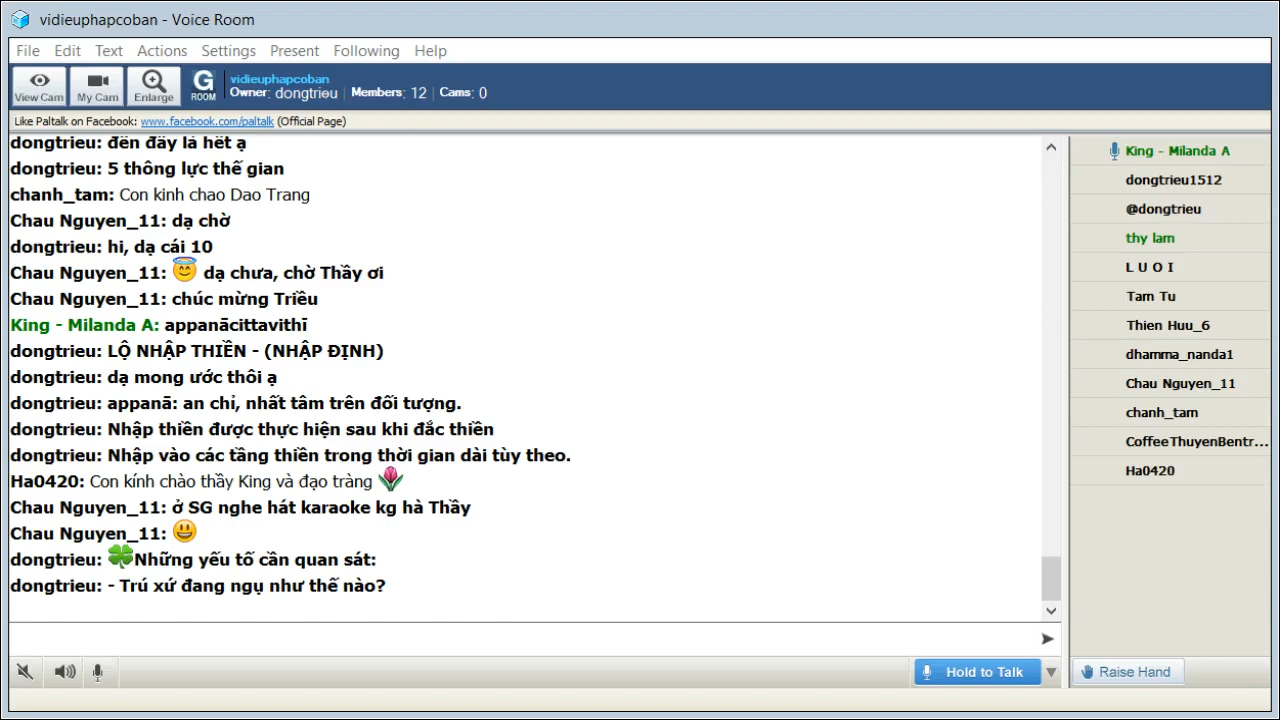 vidieuphapcoban - Voice Room
File Edit Text Actions Settings Present Following Help
View Cam My Cam Enlarge G ROOM
vidieuphapcoban
Owner: dongtrieu | Members: 12 | Cams: 0
Like Paltalk on Facebook: www.facebook.com/paltalk (Official Page)
dongtrieu: đến đây là hết ạ
dongtrieu: 5 thông lực thế gian
chanh_tam: Con kinh chao Dao Trang
Chau Nguyen_11: dạ chờ
dongtrieu: hi, dạ cái 10
Chau Nguyen_11: dạ chưa, chờ Thầy ơi
Chau Nguyen_11: chúc mừng Triều
King - Milanda A: appanācittavithī
dongtrieu: LỘ NHẬP THIỀN - (NHẬP ĐỊNH)
dongtrieu: dạ mong ước thôi ạ
dongtrieu: appanā: an chỉ, nhất tâm trên đối tượng.
dongtrieu: Nhập thiền được thực hiện sau khi đắc thiền
dongtrieu: Nhập vào các tầng thiền trong thời gian dài tùy theo.
Ha0420: Con kính chào thầy King và đạo tràng
Chau Nguyen_11: ở SG nghe hát karaoke kg hà Thầy
Chau Nguyen_11:
dongtrieu: Những yếu tố cần quan sát:
dongtrieu: - Trú xứ đang ngụ như thế nào?
King - Milanda A
dongtrieu1512
@dongtrieu
thy lam
L U O I
Tam Tu
Thien Huu_6
dhamma_nanda1
Chau Nguyen_11
chanh_tam
CoffeeThuyenBentr...
Ha0420
Hold to Talk
Raise Hand